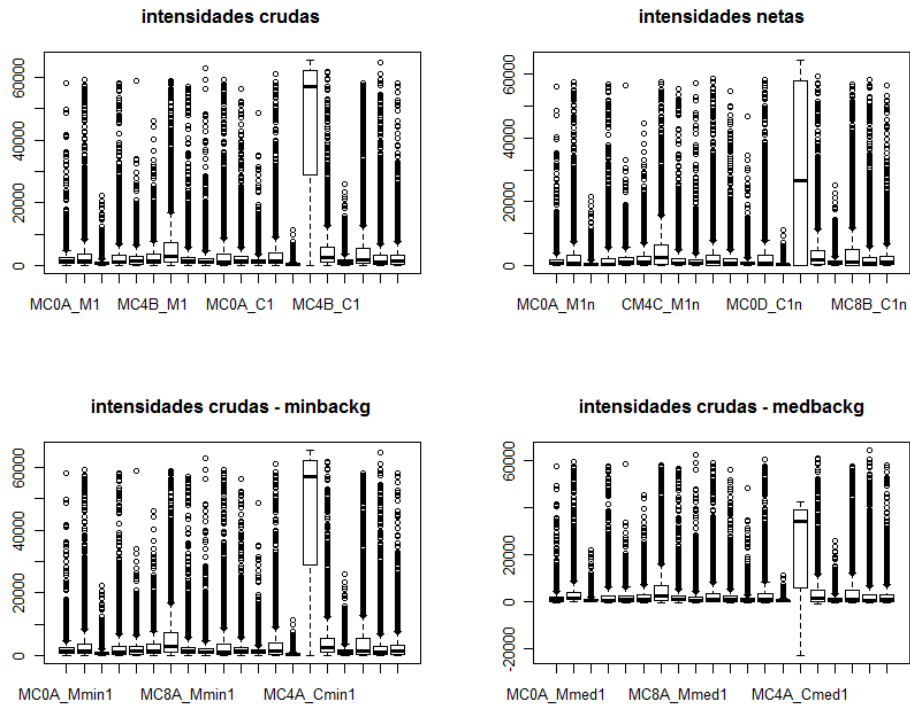 intensidades crudas
60000
40000
20000
0
MC0A_M1
MC4B_M1
MC0A_C1
MC4B_C1
intensidades netas
60000
40000
20000
0
MC0A_M1n
CM4C_M1n
MC0D_C1n
MC8B_C1n
intensidades crudas - minbackg
60000
40000
20000
0
MC0A_Mmin1
MC8A_Mmin1
MC4A_Cmin1
intensidades crudas - medbackg
60000
20000
0
-20000
MC0A_Mmed1
MC8A_Mmed1
MC4A_Cmed1